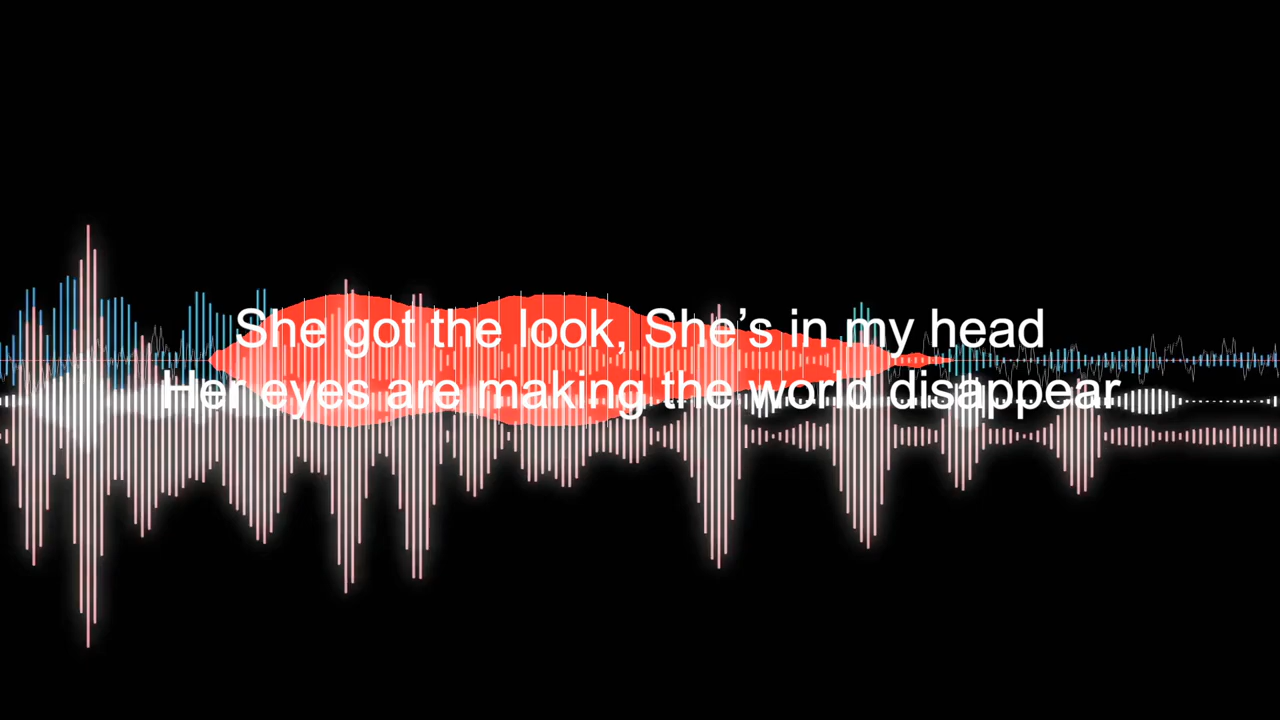 She got the look, She’s in my head
Her eyes are making the world disappear